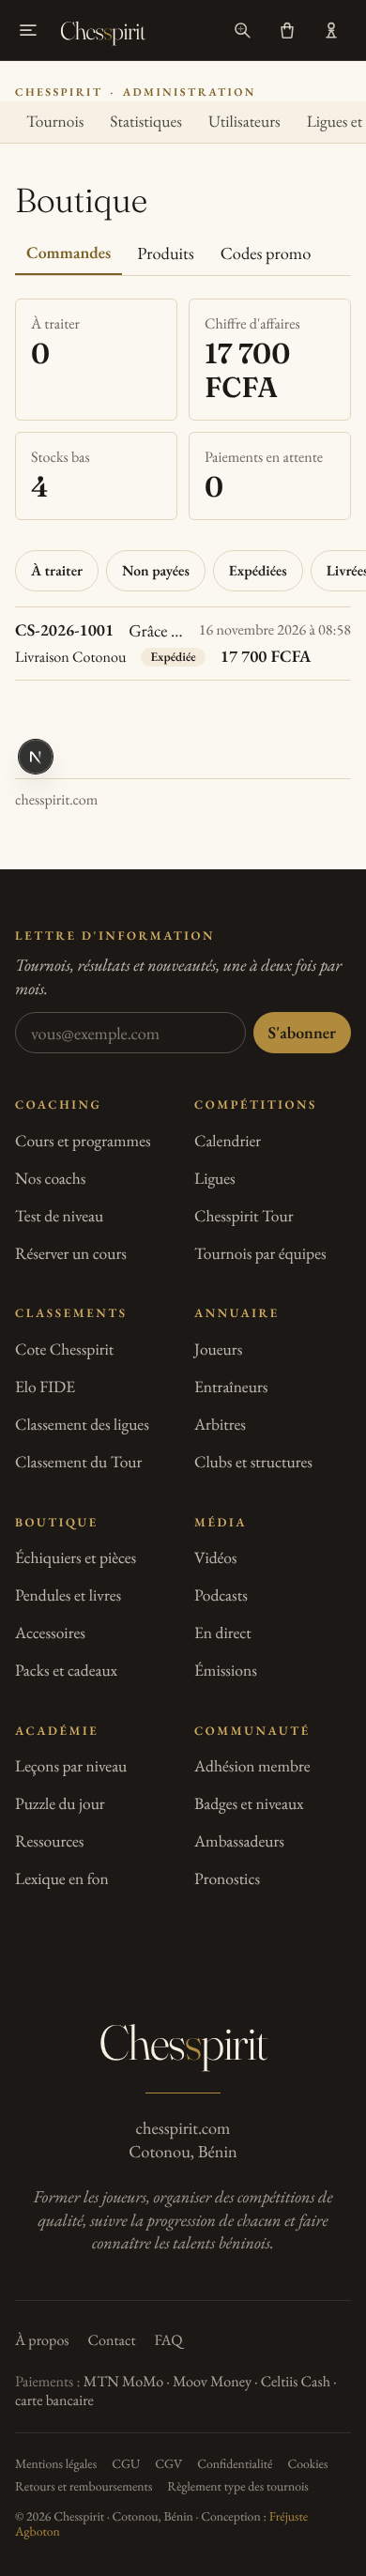 Chesspirit
CHESSPIRIT · ADMINISTRATION
Tournois Statistiques Utilisateurs Ligues et
Boutique
Commandes Produits Codes promo
À traiter
0
Chiffre d'affaires
17 700
FCFA
Stocks bas
4
Paiements en attente
0
À traiter Non payées Expédiées Livrées
CS-2026-1001 Grâce ... 16 novembre 2026 à 08:58
Livraison Cotonou Expédiée 17 700 FCFA
N
chesspirit.com
LETTRE D'INFORMATION
Tournois, résultats et nouveautés, une à deux fois par
mois.
vous@exemple.com S'abonner
COACHING
Cours et programmes
Nos coachs
Test de niveau
Réserver un cours
COMPÉTITIONS
Calendrier
Ligues
Chesspirit Tour
Tournois par équipes
CLASSEMENTS
Cote Chesspirit
Elo FIDE
Classement des ligues
Classement du Tour
ANNUAIRE
Joueurs
Entraîneurs
Arbitres
Clubs et structures
BOUTIQUE
Échiquiers et pièces
Pendules et livres
Accessoires
Packs et cadeaux
MÉDIA
Vidéos
Podcasts
En direct
Émissions
ACADÉMIE
Leçons par niveau
Puzzle du jour
Ressources
Lexique en fon
COMMUNAUTÉ
Adhésion membre
Badges et niveaux
Ambassadeurs
Pronostics
Chesspirit
chesspirit.com
Cotonou, Bénin
Former les joueurs, organiser des compétitions de
qualité, suivre la progression de chacun et faire
connaître les talents béninois.
À propos Contact FAQ
Paiements : MTN MoMo · Moov Money · Celtiis Cash ·
carte bancaire
Mentions légales CGU CGV Confidentialité Cookies
Retours et remboursements Règlement type des tournois
© 2026 Chesspirit · Cotonou, Bénin · Conception : Fréjuste
Agboton